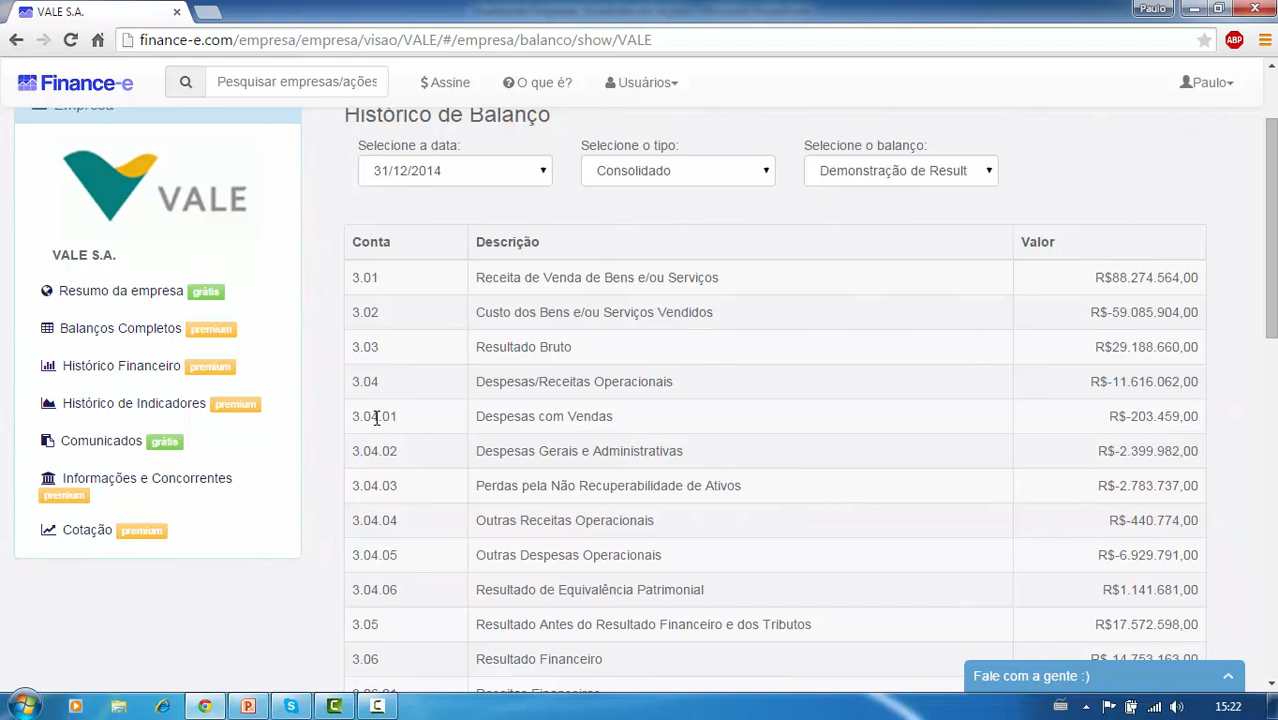 VALE S.A.
Paulo
finance-e.com/empresa/empresa/visao/VALE/#/empresa/balanco/show/VALE
ABP
Finance-e
Pesquisar empresas/ações
$Assine
O que é?
Usuários
Paulo
Empresa
VALE
VALE S.A.
Resumo da empresa grátis
Balanços Completos premium
Histórico Financeiro premium
Histórico de Indicadores premium
Comunicados grátis
Informações e Concorrentes
premium
Cotação premium
Histórico de Balanço
Selecione a data: Selecione o tipo: Selecione o balanço:
31/12/2014 Consolidado Demonstração de Result
Conta Descrição Valor
3.01 Receita de Venda de Bens e/ou Serviços R$88.274.564,00
3.02 Custo dos Bens e/ou Serviços Vendidos R$-59.085.904,00
3.03 Resultado Bruto R$29.188.660,00
3.04 Despesas/Receitas Operacionais R$-11.616.062,00
3.04.01 Despesas com Vendas R$-203.459,00
3.04.02 Despesas Gerais e Administrativas R$-2.399.982,00
3.04.03 Perdas pela Não Recuperabilidade de Ativos R$-2.783.737,00
3.04.04 Outras Receitas Operacionais R$-440.774,00
3.04.05 Outras Despesas Operacionais R$-6.929.791,00
3.04.06 Resultado de Equivalência Patrimonial R$1.141.681,00
3.05 Resultado Antes do Resultado Financeiro e dos Tributos R$17.572.598,00
3.06 Resultado Financeiro R$-14.753.163,00
Fale com a gente :)
15:22